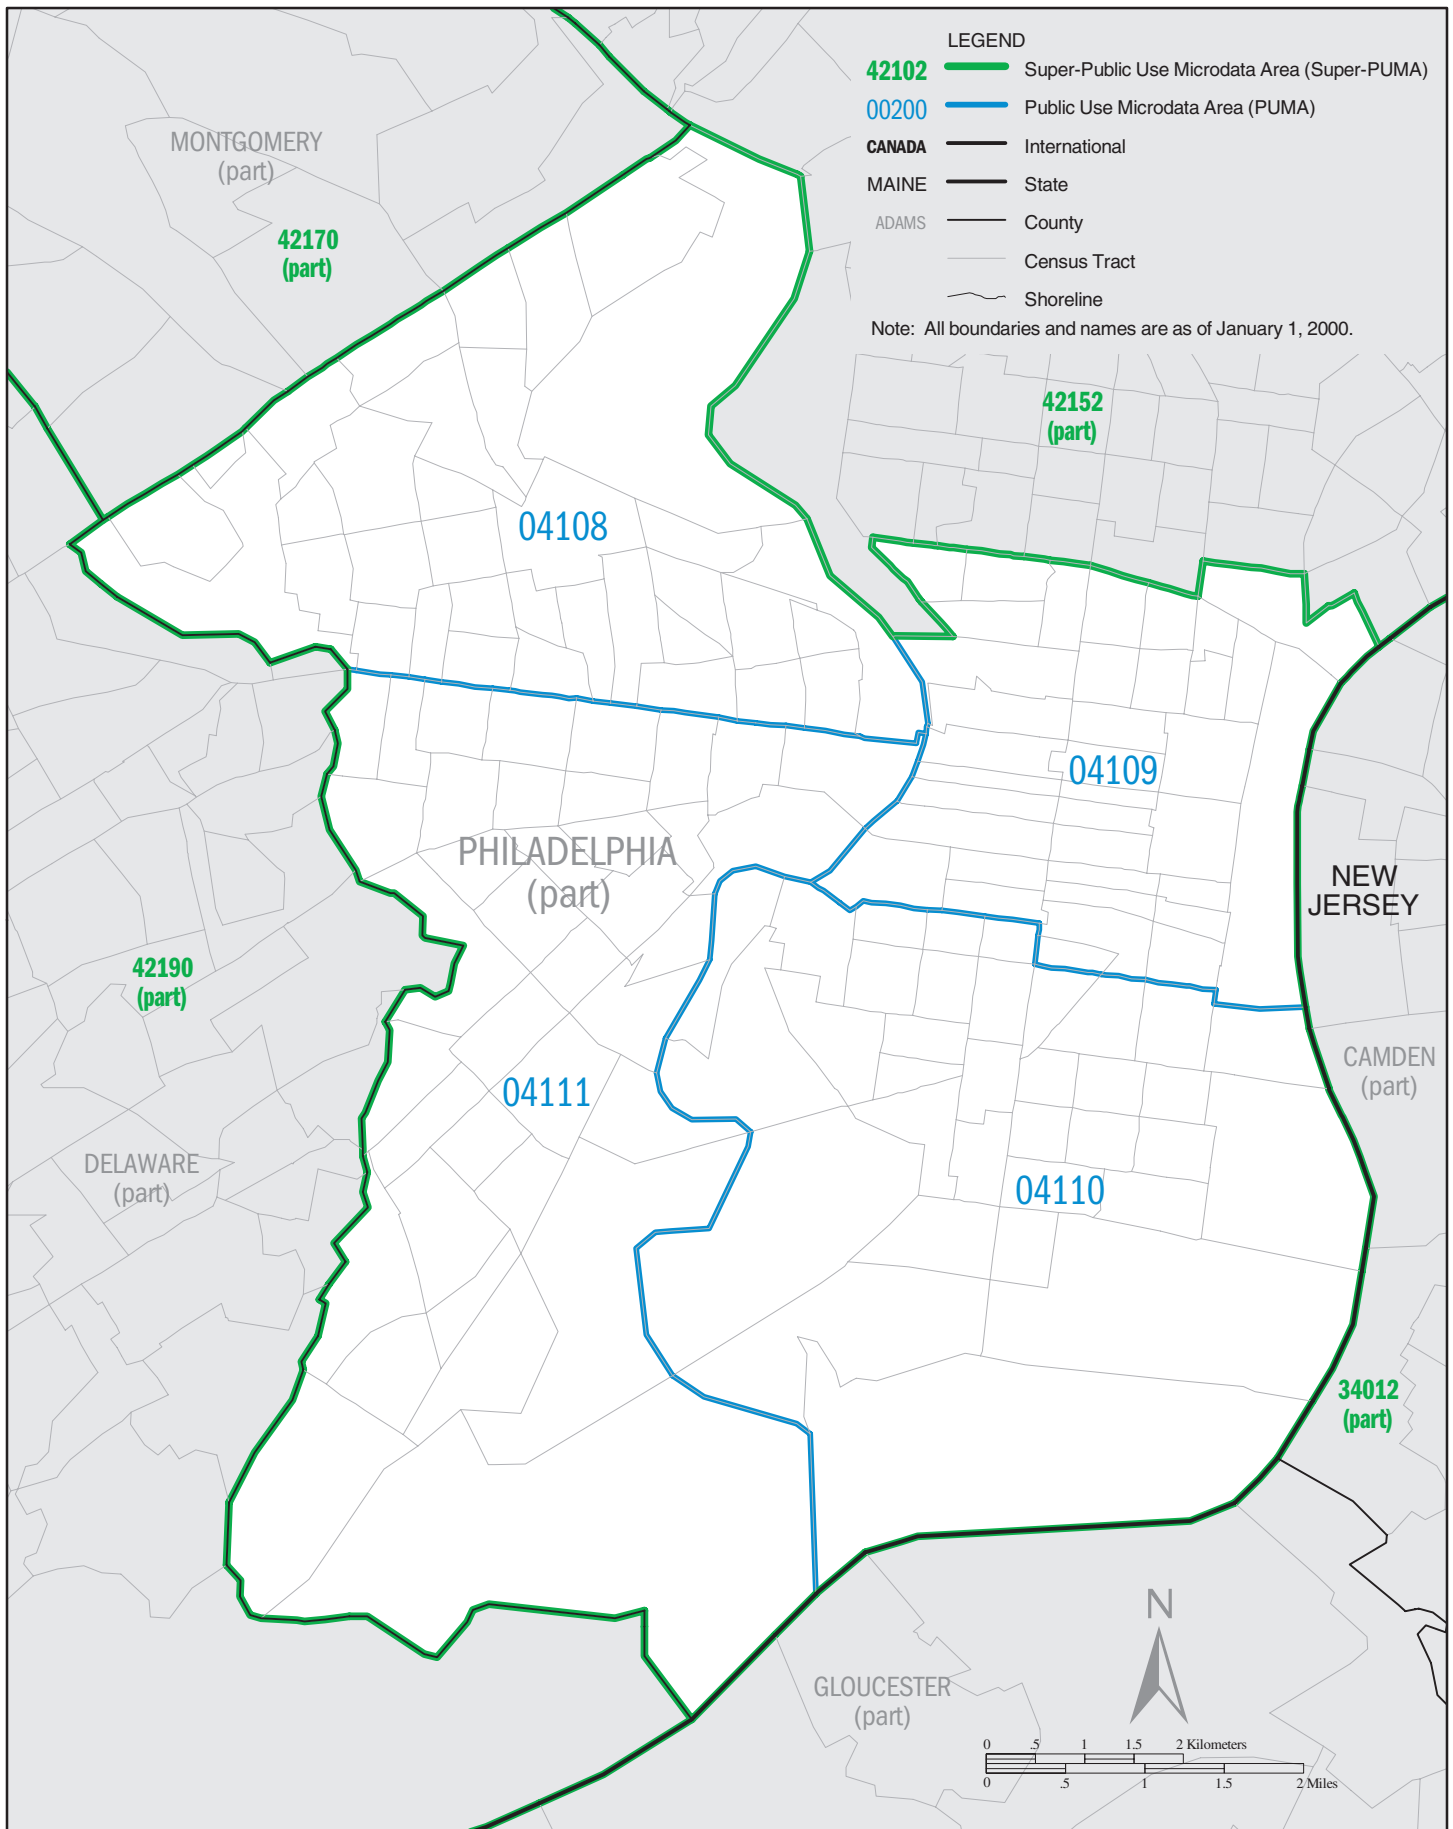 LEGEND
42102 Super-Public Use Microdata Area (Super-PUMA)
00200 Public Use Microdata Area (PUMA)
CANADA International
MAINE State
ADAMS County
Census Tract
Shoreline
Note: All boundaries and names are as of January 1, 2000.
MONTGOMERY
(part)
42170
(part)
42152
(part)
04108
04109
PHILADELPHIA
(part)
NEW
JERSEY
42190
(part)
CAMDEN
(part)
04111
DELAWARE
(part)
04110
34012
(part)
N
GLOUCESTER
(part)
0 .5 1 1.5 2 Kilometers
0 .5 1 1.5 2 Miles